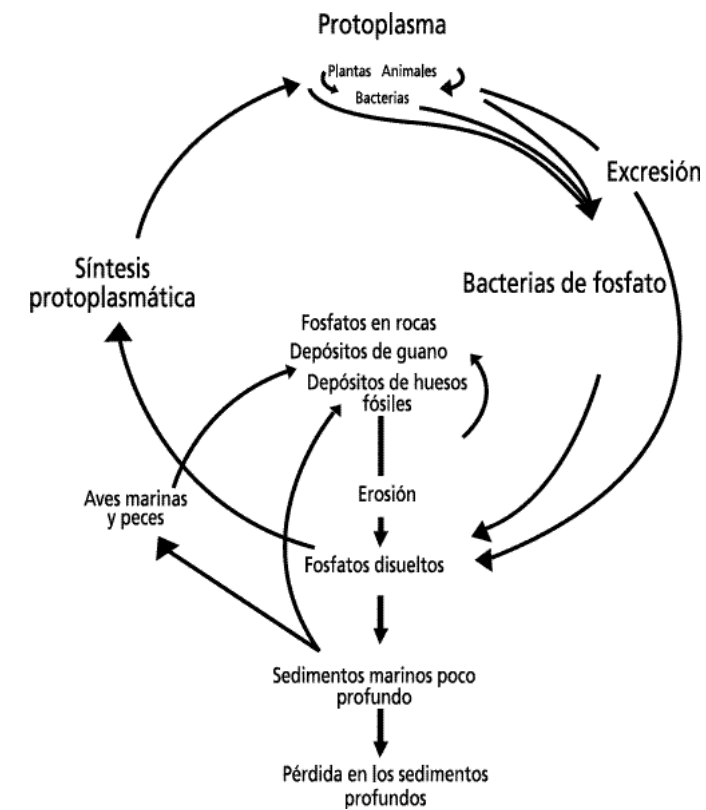 Protoplasma
Plantas Animales
Bacterias
Excresión
Síntesis
protoplasmática
Bacterias de fosfato
Fosfatos en rocas
Depósitos de guano
Depósitos de huesos
fósiles
Aves marinas
y peces
Erosión
Fosfatos disueltos
Sedimentos marinos poco
profundo
Pérdida en los sedimentos
profundos